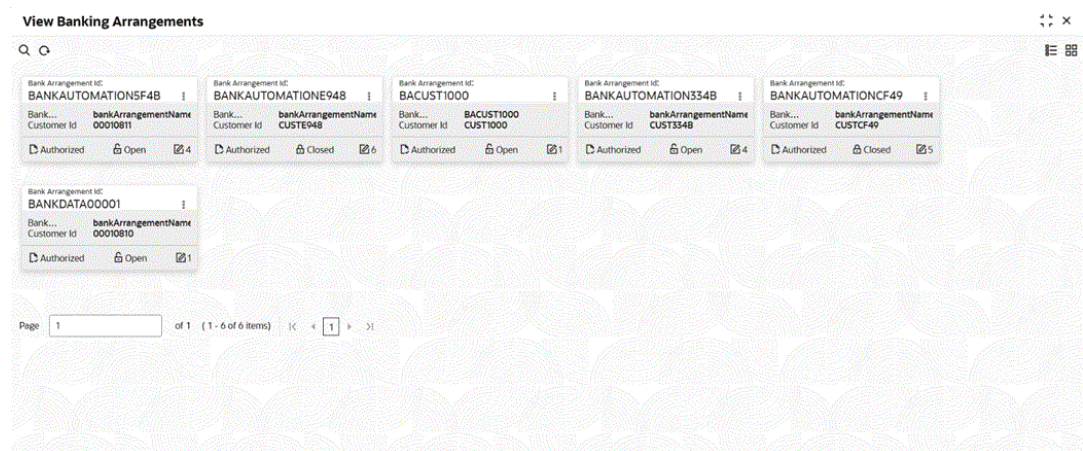 View Banking Arrangements
Bank Arrangement Id:
BANKAUTOMATION5F4B
Bank... bankArrangementName
Customer Id 00010811
Authorized Open 4
Bank Arrangement Id:
BANKAUTOMATIONE948
Bank... bankArrangementName
Customer Id CUSTE948
Authorized Closed 6
Bank Arrangement Id:
BACUST1000
Bank... BACUST1000
Customer Id CUST1000
Authorized Open 1
Bank Arrangement Id:
BANKAUTOMATION334B
Bank... bankArrangementName
Customer Id CUST334B
Authorized Open 4
Bank Arrangement Id:
BANKAUTOMATIONCF49
Bank... bankArrangementName
Customer Id CUSTCF49
Authorized Closed 5
Bank Arrangement Id:
BANKDATA00001
Bank... bankArrangementName
Customer Id 00010810
Authorized Open 1
Page 1 of 1 (1 - 6 of 6 items) 1